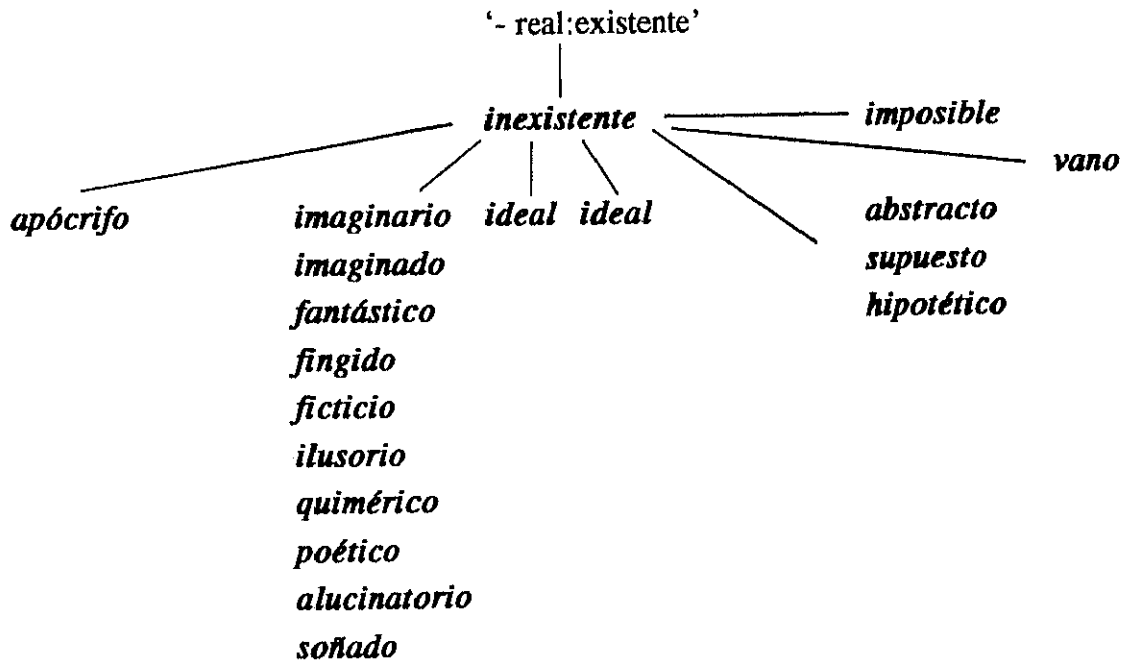 ‘- real:existente’
inexistente
imposible
vano
apócrifo
imaginario ideal ideal
abstracto
imaginado
supuesto
fantástico
hipotético
fingido
ficticio
ilusorio
quimérico
poético
alucinatorio
soñado